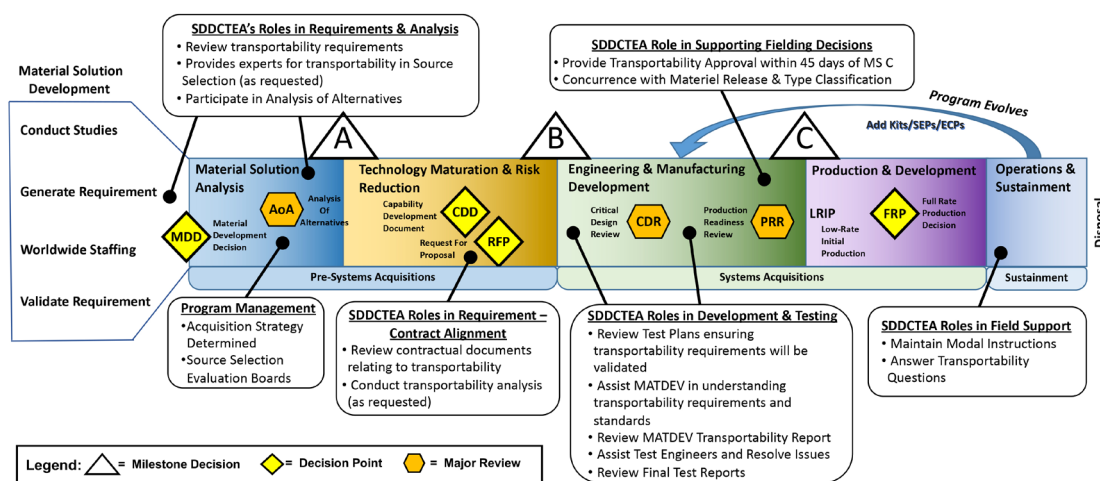 SDDCTEA's Roles in Requirements & Analysis
• Review transportability requirements
• Provides experts for transportability in Source
Selection (as requested)
• Participate in Analysis of Alternatives
SDDCTEA Role in Supporting Fielding Decisions
• Provide Transportability Approval within 45 days of MS C
• Concurrence with Materiel Release & Type Classification
Material Solution
Development
Conduct Studies
Generate Requirement
Worldwide Staffing
Validate Requirement
A
B
C
Program Evolves
Add Kits/SEPs/ECPs
Material Solution
Analysis
AoA
Analysis
Of
Alternatives
MDD
Material
Development
Decision
Technology Maturation & Risk
Reduction
Capability
Development
Document
CDD
Request For
Proposal
RFP
Engineering & Manufacturing
Development
Critical
Design
Review
CDR
Production
Readiness
Review
PRR
Production & Development
LRIP
Low-Rate
Initial
Production
FRP
Full Rate
Production
Decision
Operations &
Sustainment
Disposal
Pre-Systems Acquisitions
Systems Acquisitions
Sustainment
Program Management
•Acquisition Strategy
Determined
•Source Selection
Evaluation Boards
SDDCTEA Roles in Requirement –
Contract Alignment
• Review contractual documents
relating to transportability
• Conduct transportability analysis
(as requested)
SDDCTEA Roles in Development & Testing
• Review Test Plans ensuring
transportability requirements will be
validated
• Assist MATDEV in understanding
transportability requirements and
standards
• Review MATDEV Transportability Report
• Assist Test Engineers and Resolve Issues
• Review Final Test Reports
SDDCTEA Roles in Field Support
• Maintain Modal Instructions
• Answer Transportability
Questions
Legend:
= Milestone Decision
= Decision Point
= Major Review